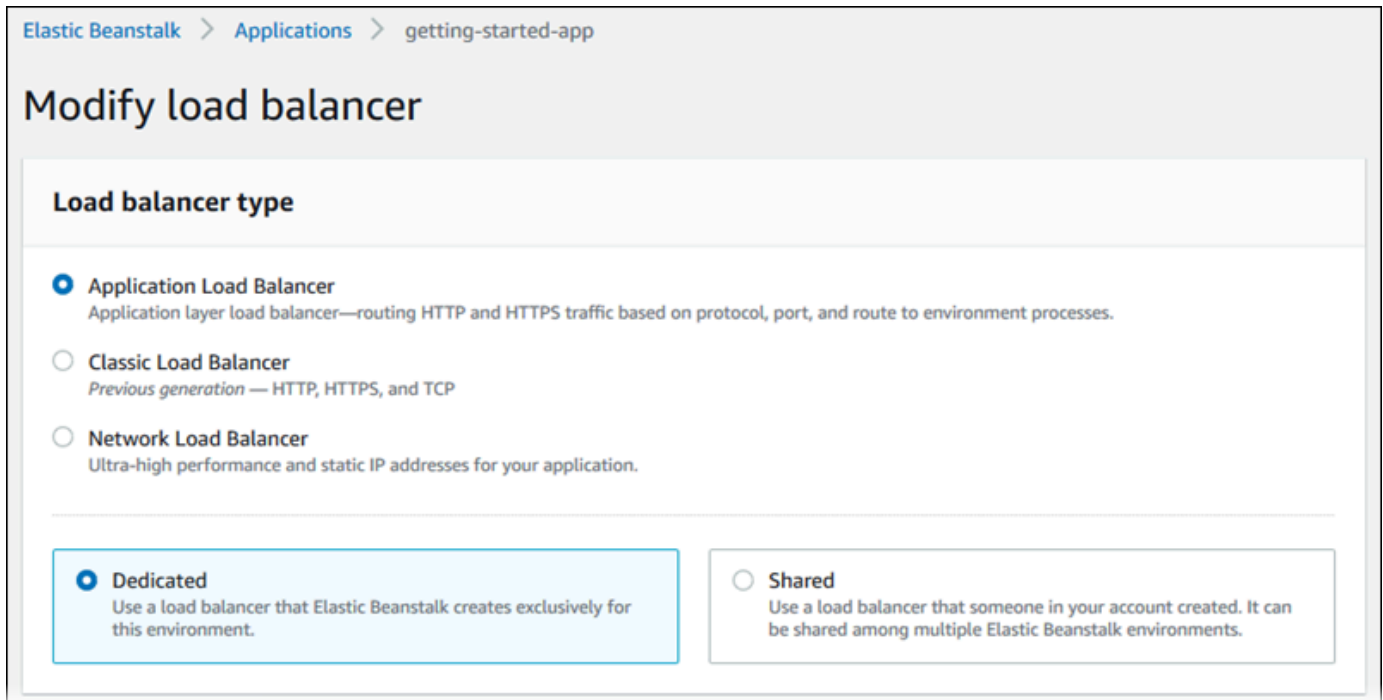 Elastic Beanstalk > Applications > getting-started-app
Modify load balancer
Load balancer type
Application Load Balancer
Application layer load balancer—routing HTTP and HTTPS traffic based on protocol, port, and route to environment processes.
Classic Load Balancer
Previous generation — HTTP, HTTPS, and TCP
Network Load Balancer
Ultra-high performance and static IP addresses for your application.
Dedicated
Use a load balancer that Elastic Beanstalk creates exclusively for
this environment.
Shared
Use a load balancer that someone in your account created. It can
be shared among multiple Elastic Beanstalk environments.